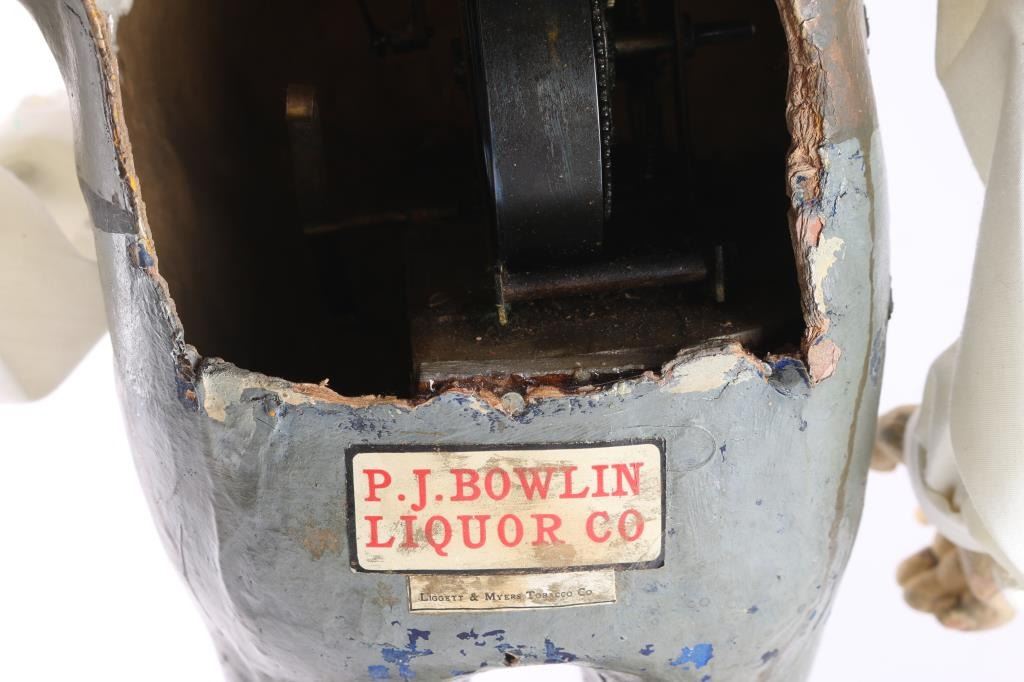 P.J.BOWLIN
LIQUOR CO
LIGGETT & MYERS TOBACCO CO